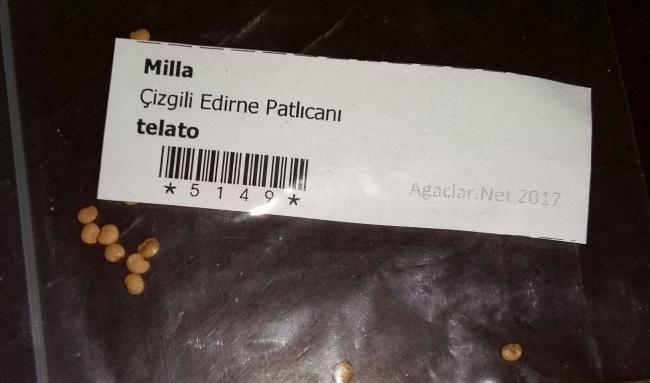 Milla
Çizgili Edirne Patlıcanı
telato
*5149*
Agaclar.Net 2017